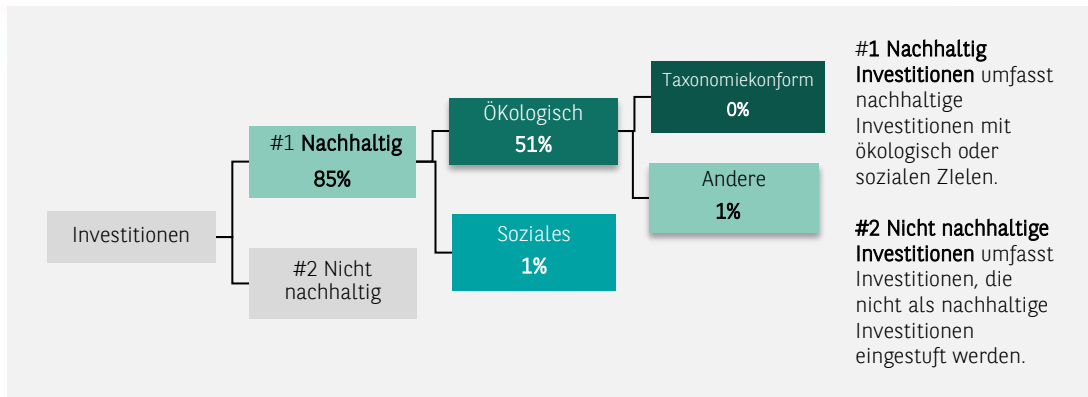 Investitionen
#1 Nachhaltig
85%
#2 Nicht
nachhaltig
ÖKologisch
51%
Soziales
1%
Taxonomiekonform
0%
Andere
1%
#1 Nachhaltig
Investitionen umfasst
nachhaltige
Investitionen mit
ökologisch oder
sozialen ZIelen.
#2 Nicht nachhaltige
Investitionen umfasst
Investitionen, die
nicht als nachhaltige
Investitionen
eingestuft werden.